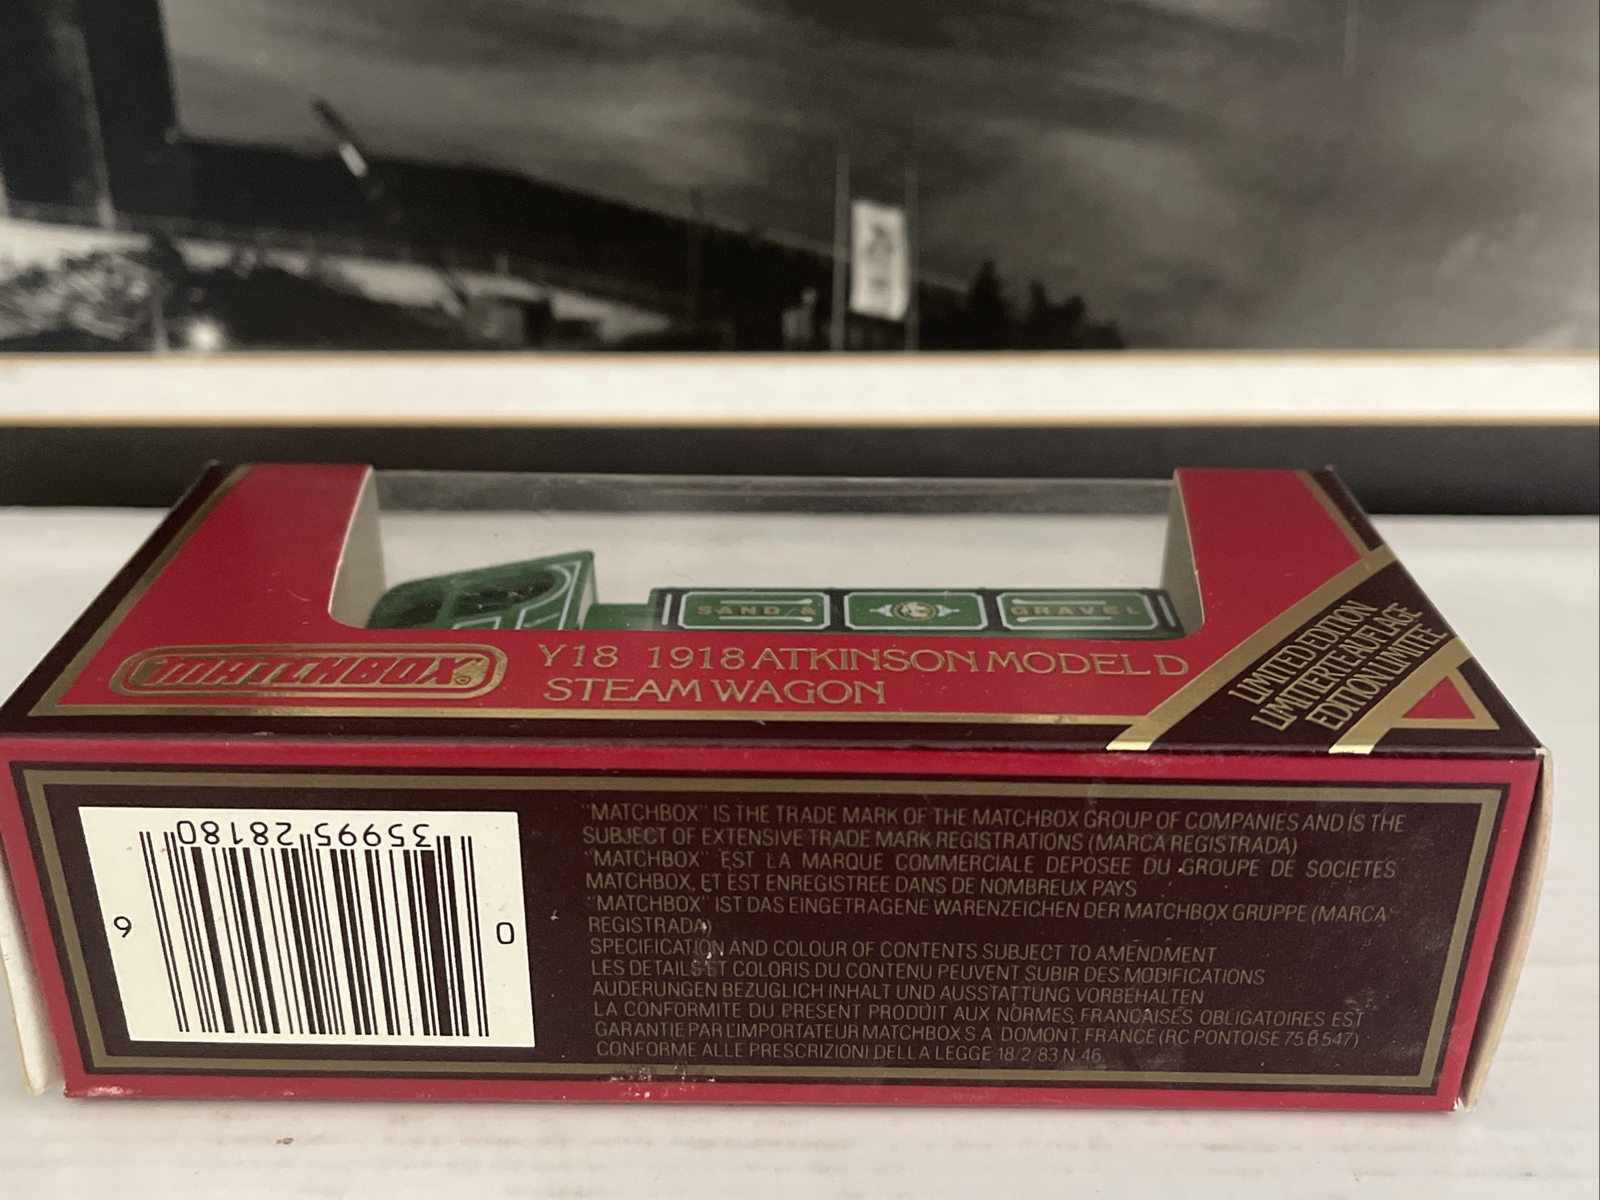 SAND & GRAVEL
MATCHBOX®
Y18 1918 ATKINSON MODEL D
STEAM WAGON
LIMITED EDITION
LIMITIERTE AUFLAGE
EDITION LIMITÉE
0 35995 28180 6
"MATCHBOX" IS THE TRADE MARK OF THE MATCHBOX GROUP OF COMPANIES AND IS THE
SUBJECT OF EXTENSIVE TRADE MARK REGISTRATIONS (MARCA REGISTRADA)
"MATCHBOX" EST LA MARQUE COMMERCIALE DEPOSEE DU GROUPE DE SOCIETES
MATCHBOX, ET EST ENREGISTREE DANS DE NOMBREUX PAYS
"MATCHBOX" IST DAS EINGETRAGENE WARENZEICHEN DER MATCHBOX GRUPPE (MARCA
REGISTRADA)
SPECIFICATION AND COLOUR OF CONTENTS SUBJECT TO AMENDMENT
LES DETAILS ET COLORIS DU CONTENU PEUVENT SUBIR DES MODIFICATIONS
AUDERUNGEN BEZUGLICH INHALT UND AUSSTATTUNG VORBEHALTEN
LA CONFORMITE DU PRESENT PRODUIT AUX NORMES FRANCAISES OBLIGATOIRES EST
GARANTIE PAR L'IMPORTATEUR MATCHBOX S.A. DOMONT, FRANCE (RC PONTOISE 75 B 547)
CONFORME ALLE PRESCRIZIONI DELLA LEGGE 18/2/83 N 46